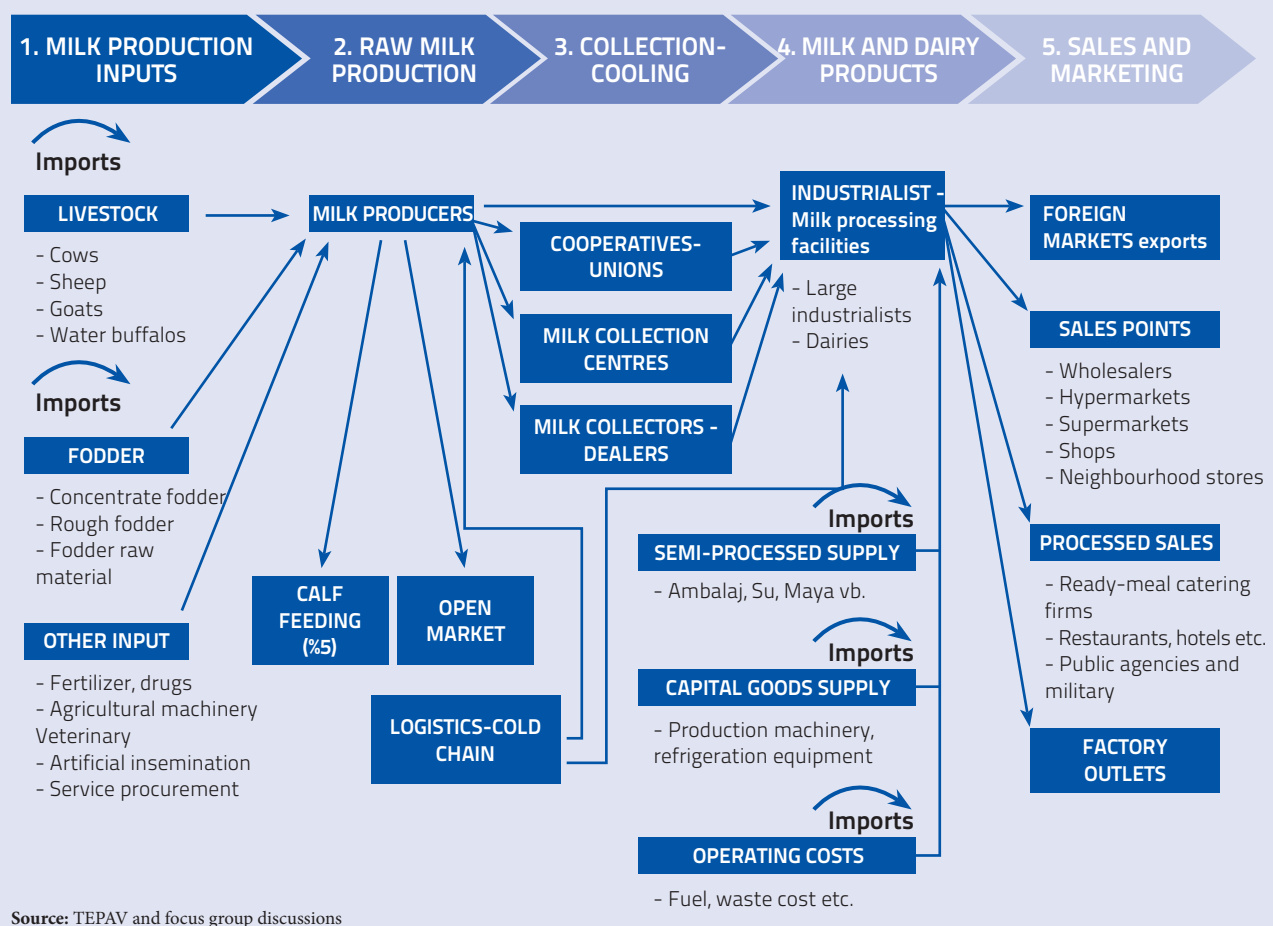 1. MILK PRODUCTION
INPUTS
2. RAW MILK
PRODUCTION
3. COLLECTION-
COOLING
4. MILK AND DAIRY
PRODUCTS
5. SALES AND
MARKETING
Imports
LIVESTOCK
- Cows
- Sheep
- Goats
- Water buffalos
Imports
FODDER
- Concentrate fodder
- Rough fodder
- Fodder raw
material
OTHER INPUT
- Fertilizer, drugs
- Agricultural machinery
Veterinary
- Artificial insemination
- Service procurement
MILK PRODUCERS
CALF
FEEDING
(%5)
OPEN
MARKET
LOGISTICS-COLD
CHAIN
COOPERATIVES-
UNIONS
MILK COLLECTION
CENTRES
MILK COLLECTORS -
DEALERS
INDUSTRIALIST -
Milk processing
facilities
- Large
industrialists
- Dairies
Imports
SEMI-PROCESSED SUPPLY
- Ambalaj, Su, Maya vb.
Imports
CAPITAL GOODS SUPPLY
- Production machinery,
refrigeration equipment
Imports
OPERATING COSTS
- Fuel, waste cost etc.
FOREIGN
MARKETS exports
SALES POINTS
- Wholesalers
- Hypermarkets
- Supermarkets
- Shops
- Neighbourhood stores
PROCESSED SALES
- Ready-meal catering
firms
- Restaurants, hotels etc.
- Public agencies and
military
FACTORY
OUTLETS
Source: TEPAV and focus group discussions